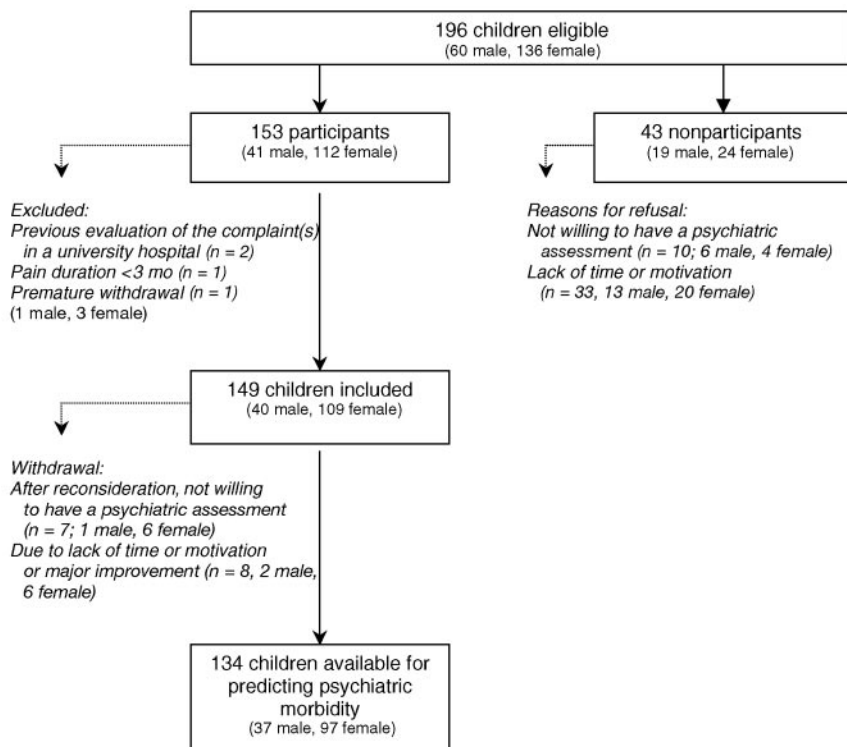 196 children eligible
(60 male, 136 female)
153 participants
(41 male, 112 female)
43 nonparticipants
(19 male, 24 female)
Excluded:
Previous evaluation of the complaint(s)
in a university hospital (n = 2)
Pain duration <3 mo (n = 1)
Premature withdrawal (n = 1)
(1 male, 3 female)
Reasons for refusal:
Not willing to have a psychiatric
assessment (n = 10; 6 male, 4 female)
Lack of time or motivation
(n = 33, 13 male, 20 female)
149 children included
(40 male, 109 female)
Withdrawal:
After reconsideration, not willing
to have a psychiatric assessment
(n = 7; 1 male, 6 female)
Due to lack of time or motivation
or major improvement (n = 8, 2 male,
6 female)
134 children available for
predicting psychiatric
morbidity
(37 male, 97 female)